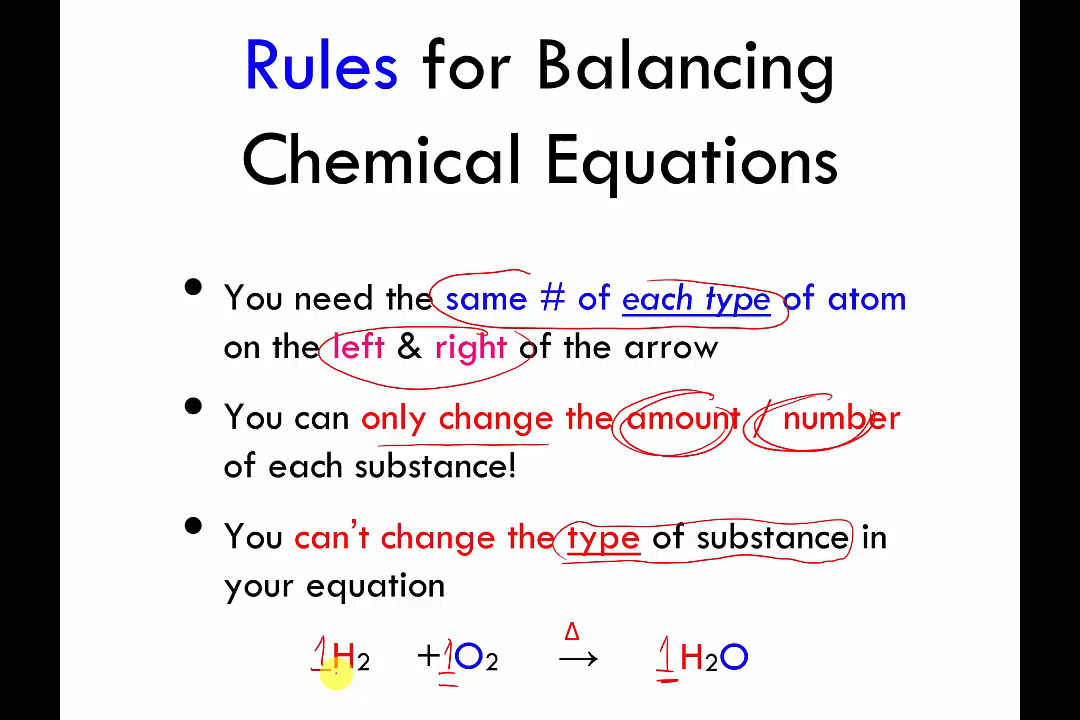 Rules for Balancing
Chemical Equations
• You need the same # of each type of atom
on the left & right of the arrow
• You can only change the amount / number
of each substance!
• You can't change the type of substance in
your equation
Δ
1H2 + 1O2 → 1H2O